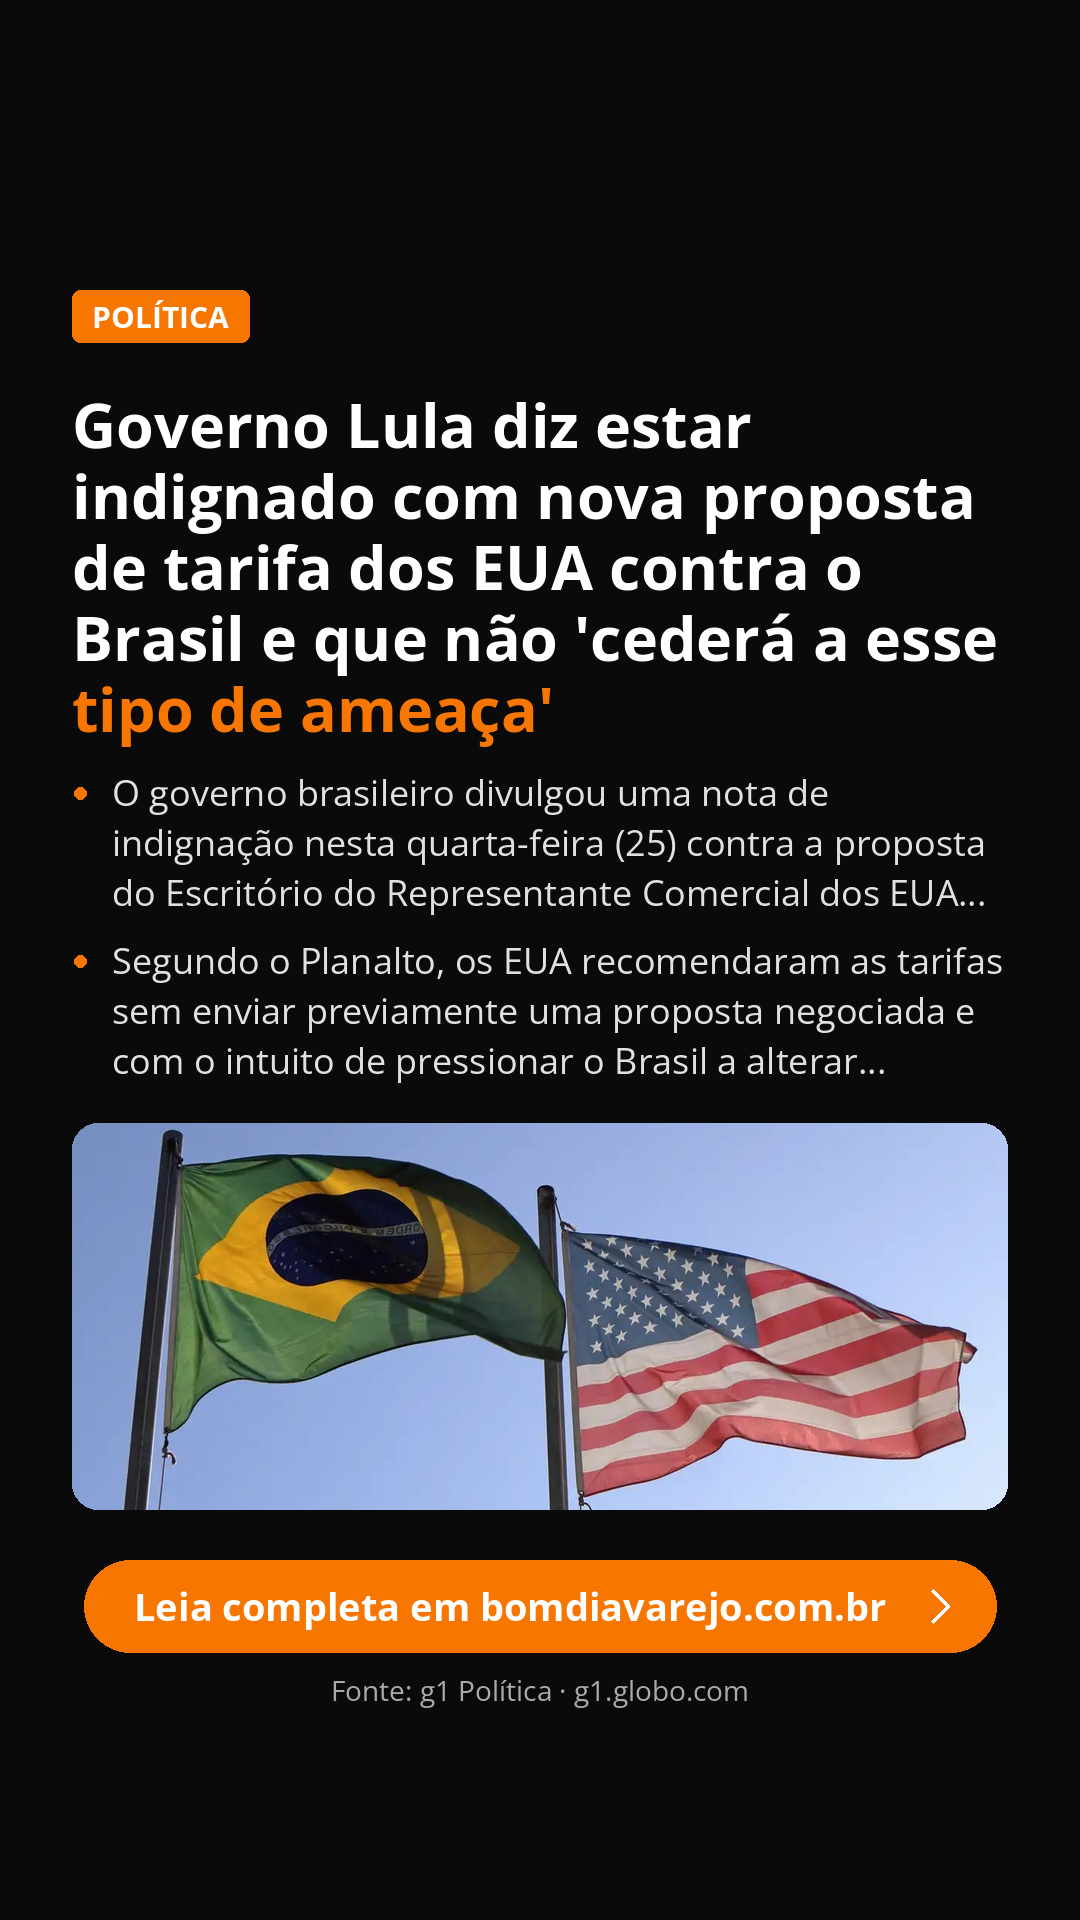 POLÍTICA
Governo Lula diz estar
indignado com nova proposta
de tarifa dos EUA contra o
Brasil e que não 'cederá a esse
tipo de ameaça'
O governo brasileiro divulgou uma nota de
indignação nesta quarta-feira (25) contra a proposta
do Escritório do Representante Comercial dos EUA...
Segundo o Planalto, os EUA recomendaram as tarifas
sem enviar previamente uma proposta negociada e
com o intuito de pressionar o Brasil a alterar...
Leia completa em bomdiavarejo.com.br
Fonte: g1 Política · g1.globo.com